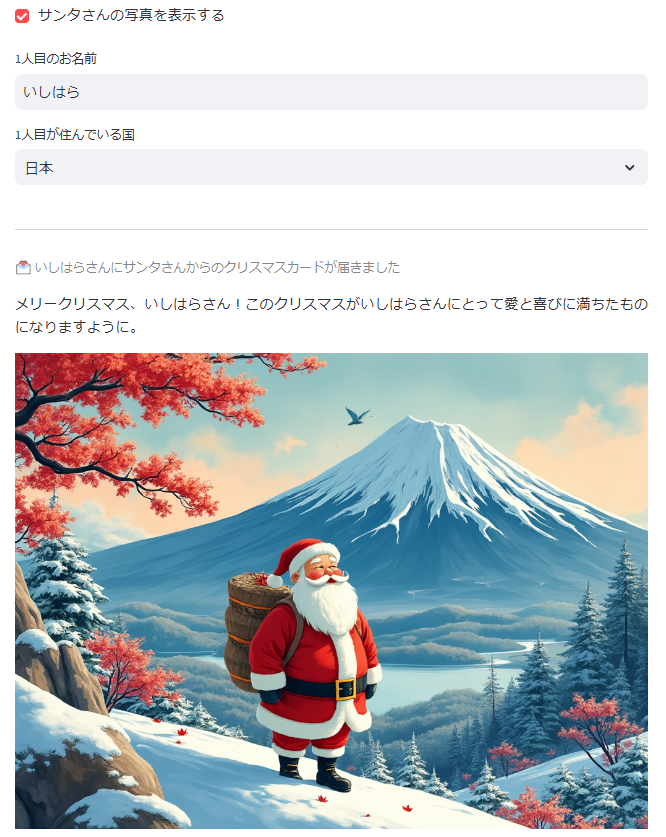 サンタさんの写真を表示する
1人目のお名前
いしはら
1人目が住んでいる国
日本
いしはらさんにサンタさんからのクリスマスカードが届きました
メリークリスマス、いしはらさん！このクリスマスがいしはらさんにとって愛と喜びに満ちたもの
になりますように。